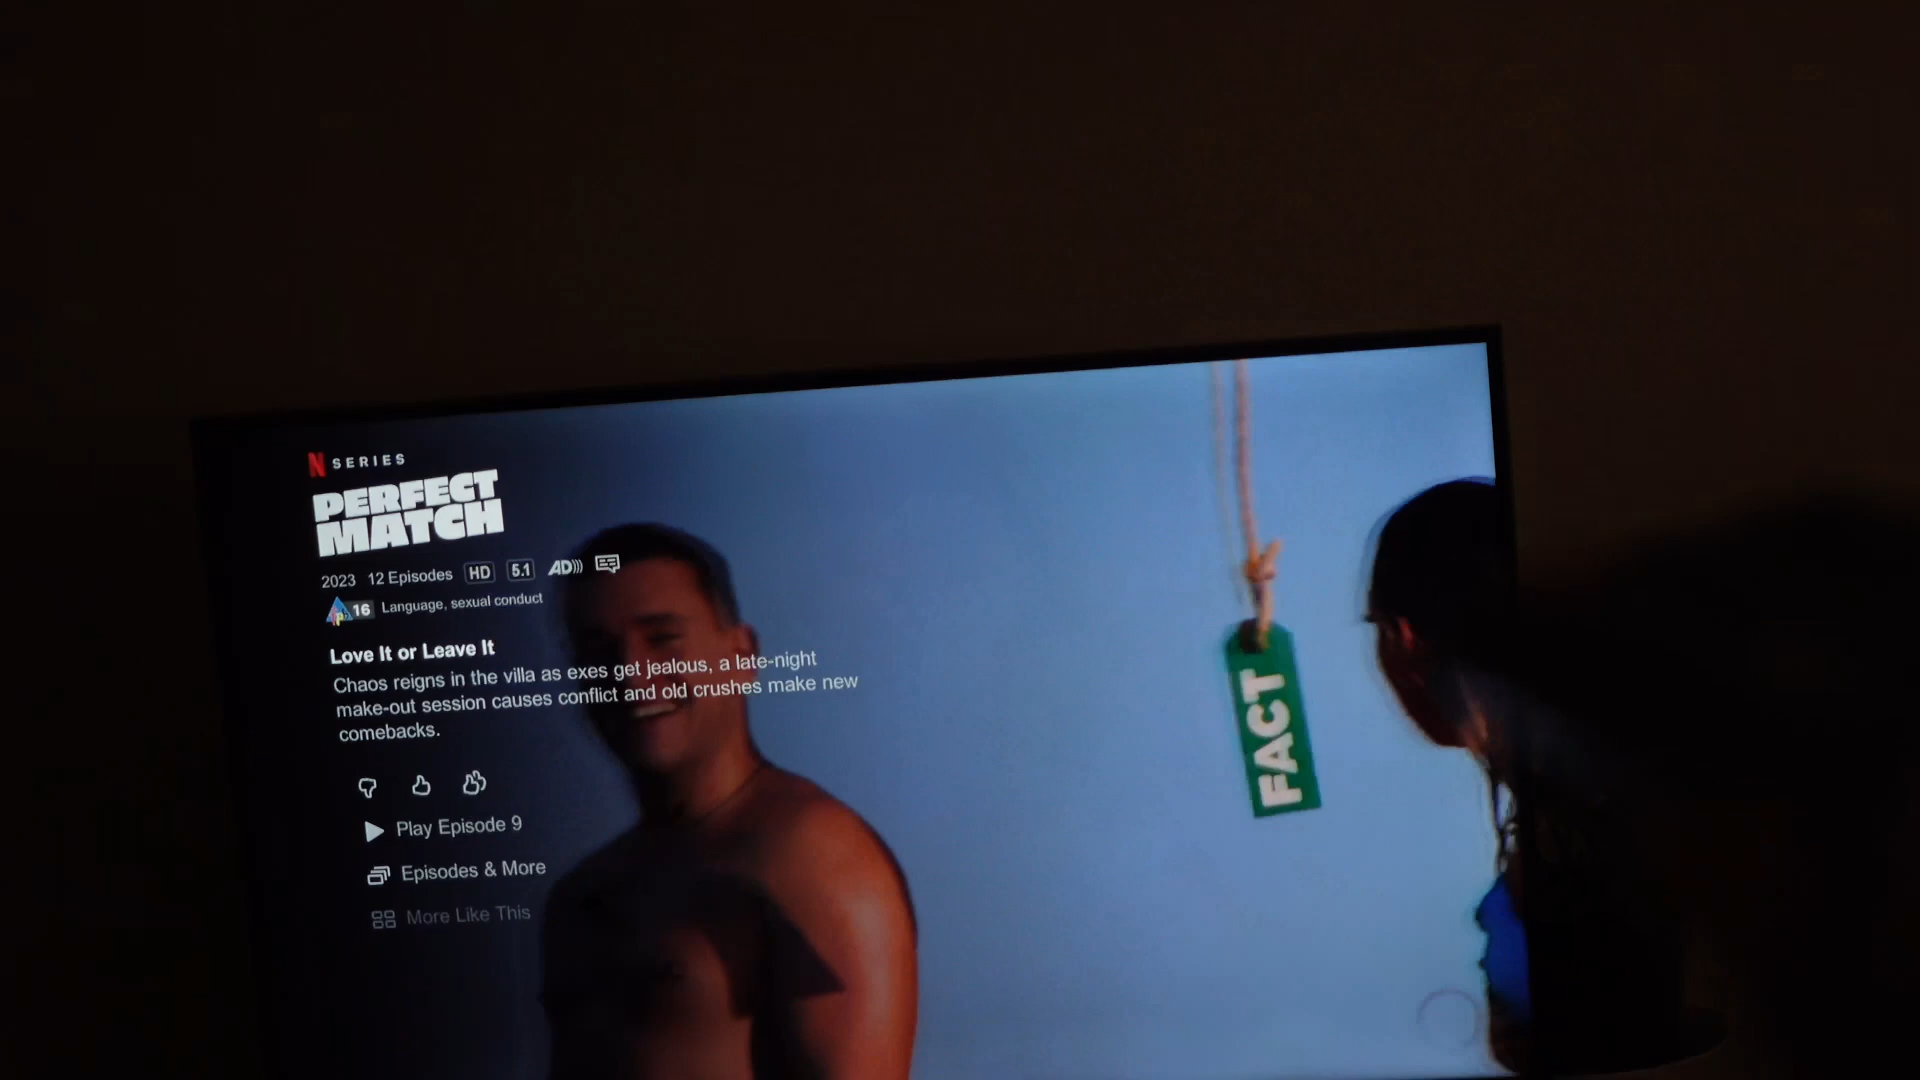 N SERIES
PERFECT
MATCH
2023 12 Episodes HD 5.1 AD)))
16 Language, sexual conduct
Love It or Leave It
Chaos reigns in the villa as exes get jealous, a late-night
make-out session causes conflict and old crushes make new
comebacks.
Play Episode 9
Episodes & More
More Like This
FACT